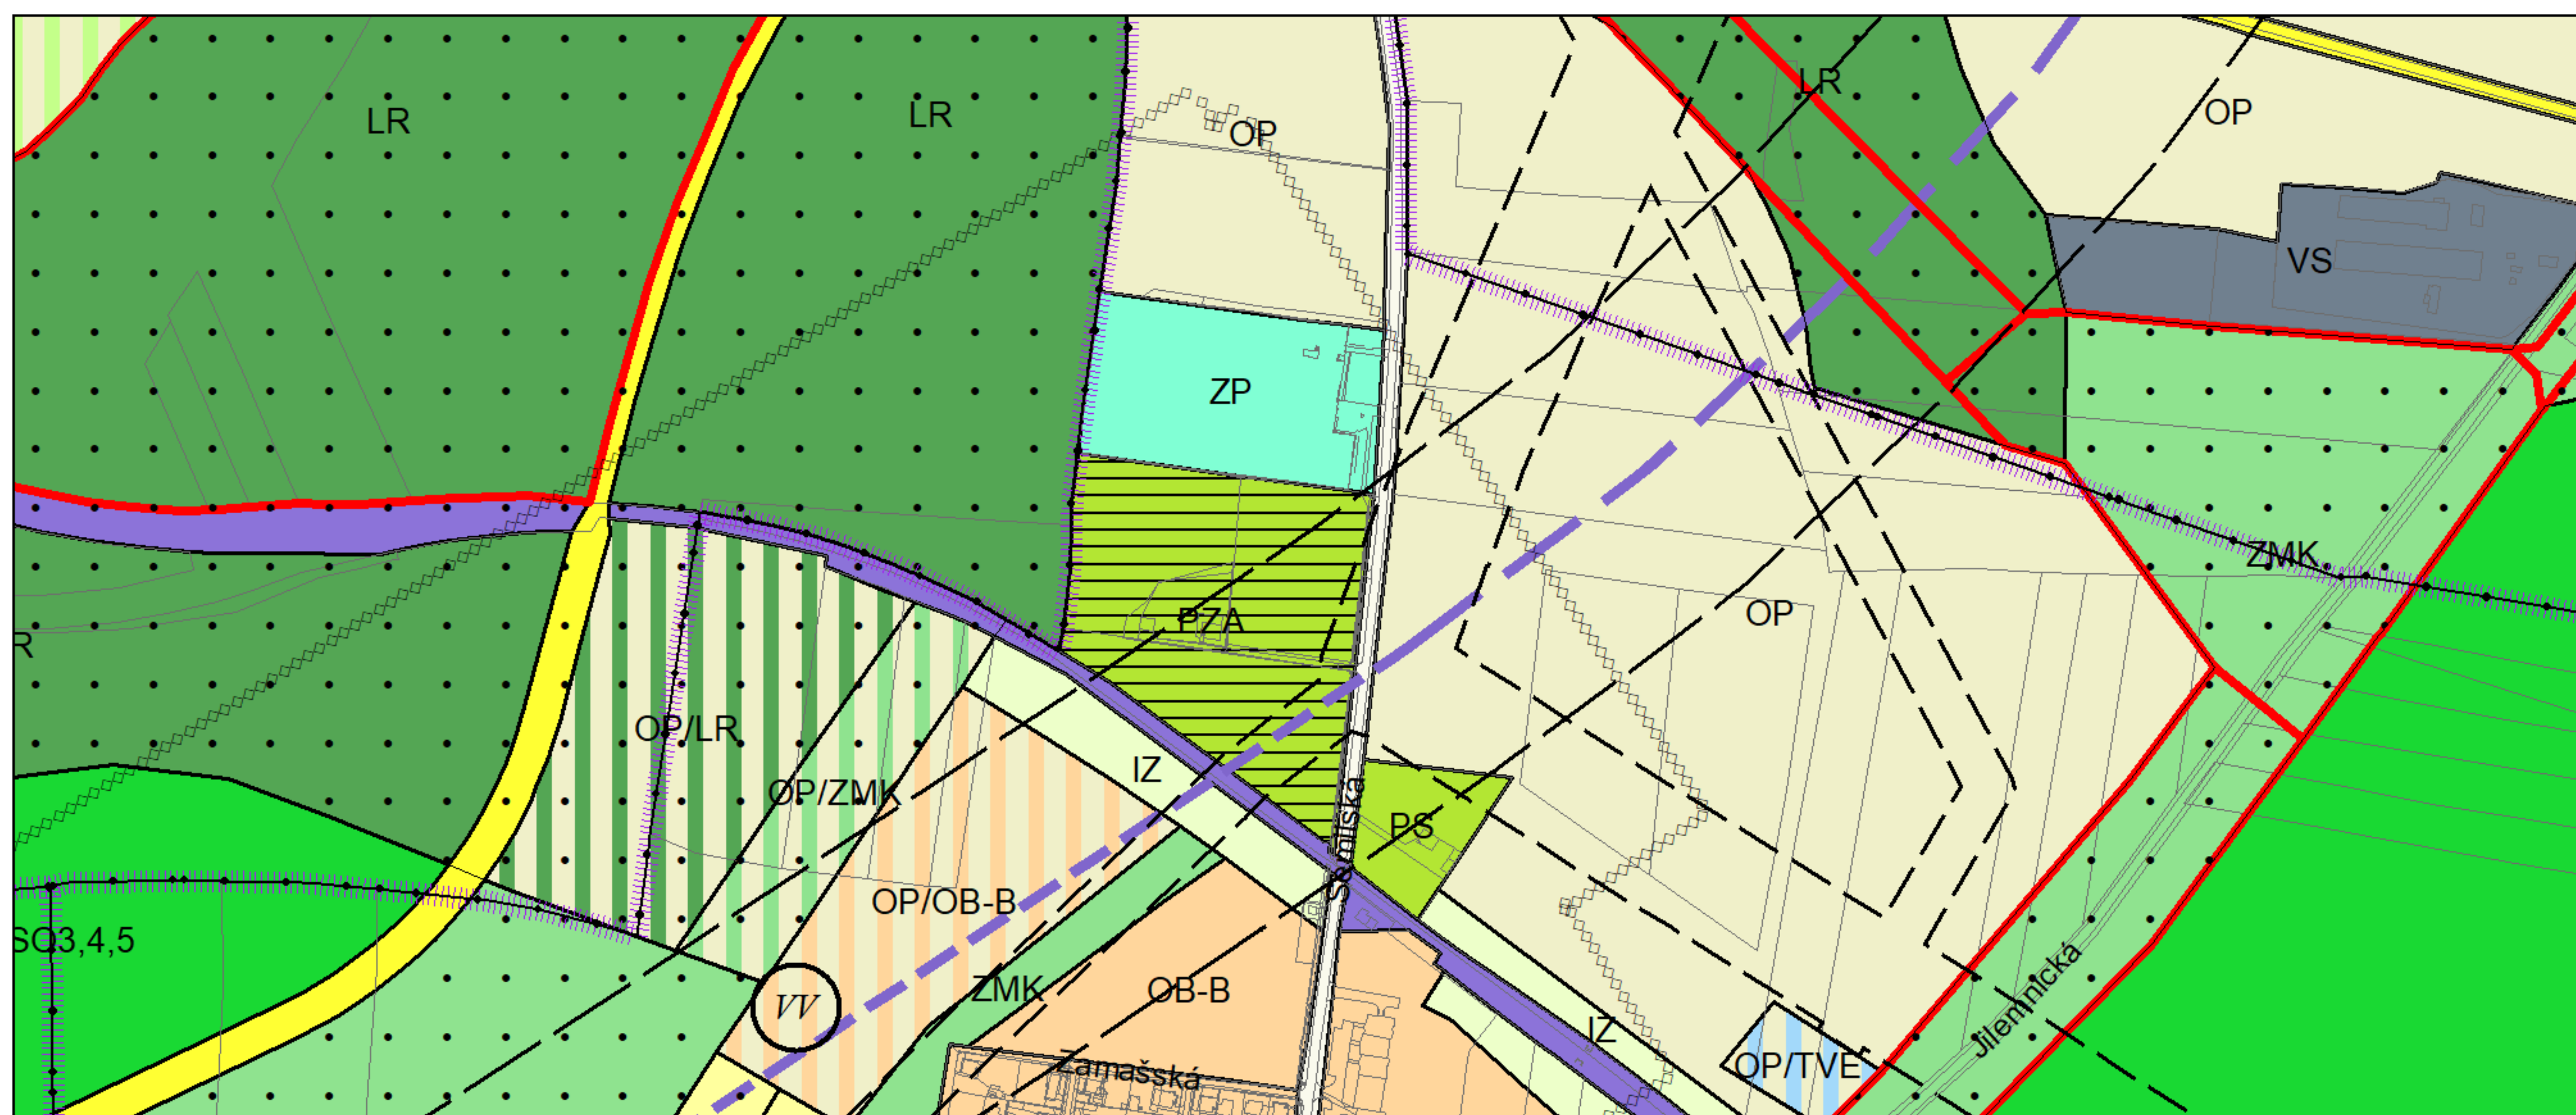 LR
LR
OP
LR
OP
VS
ZP
PZA
OP
ZMK
R
OP/LR
OP/ZMK
IZ
PS
Semilská
OP/OB-B
SO3,4,5
VV
ZMK
OB-B
IZ
Jilemnická
OP/TVE
Zamašská